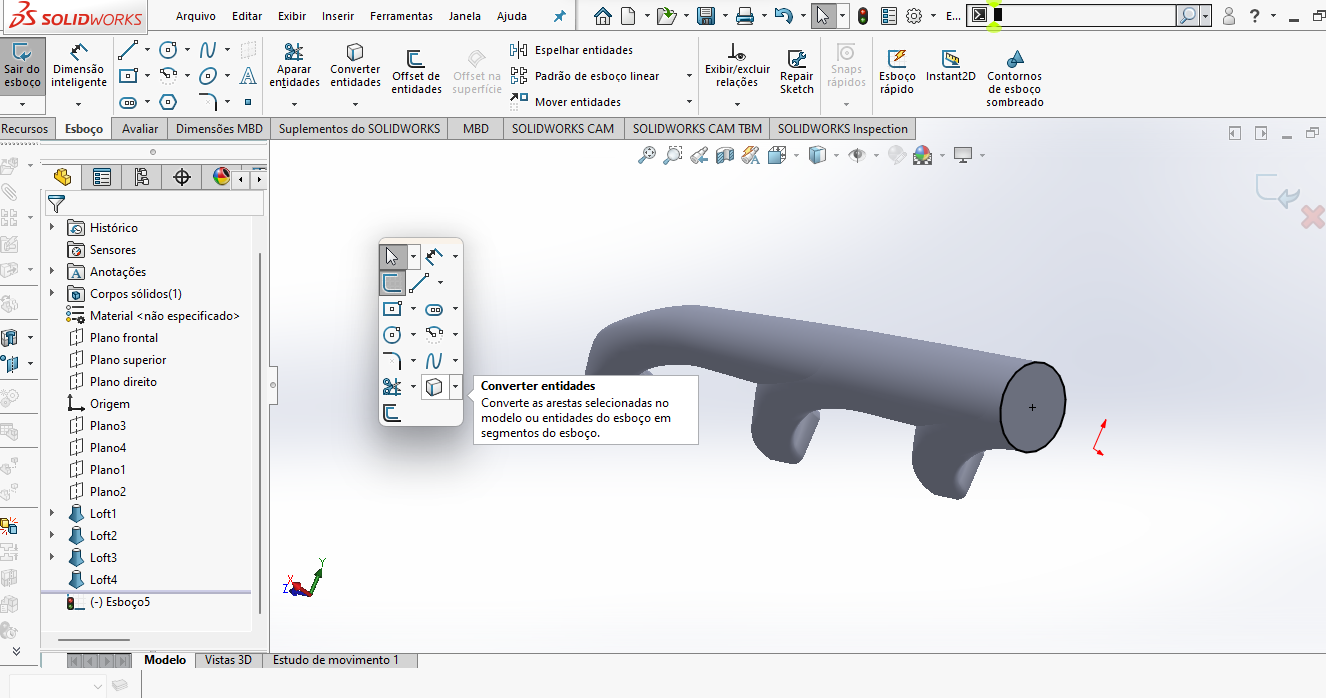 SOLIDWORKS
Arquivo Editar Exibir Inserir Ferramentas Janela Ajuda
E...
?
Sair do esboço
Dimensão inteligente
Aparar entidades
Converter entidades
Offset de entidades
Offset na superfície
Espelhar entidades
Padrão de esboço linear
Mover entidades
Exibir/excluir relações
Repair Sketch
Snaps rápidos
Esboço rápido
Instant2D
Contornos de esboço sombreado
Recursos Esboço Avaliar Dimensões MBD Suplementos do SOLIDWORKS MBD SOLIDWORKS CAM SOLIDWORKS CAM TBM SOLIDWORKS Inspection
Histórico
Sensores
Anotações
Corpos sólidos(1)
Material <não especificado>
Plano frontal
Plano superior
Plano direito
Origem
Plano3
Plano4
Plano1
Plano2
Loft1
Loft2
Loft3
Loft4
(-) Esboço5
Converter entidades
Converte as arestas selecionadas no
modelo ou entidades do esboço em
segmentos do esboço.
Y
X
Z
Modelo Vistas 3D Estudo de movimento 1